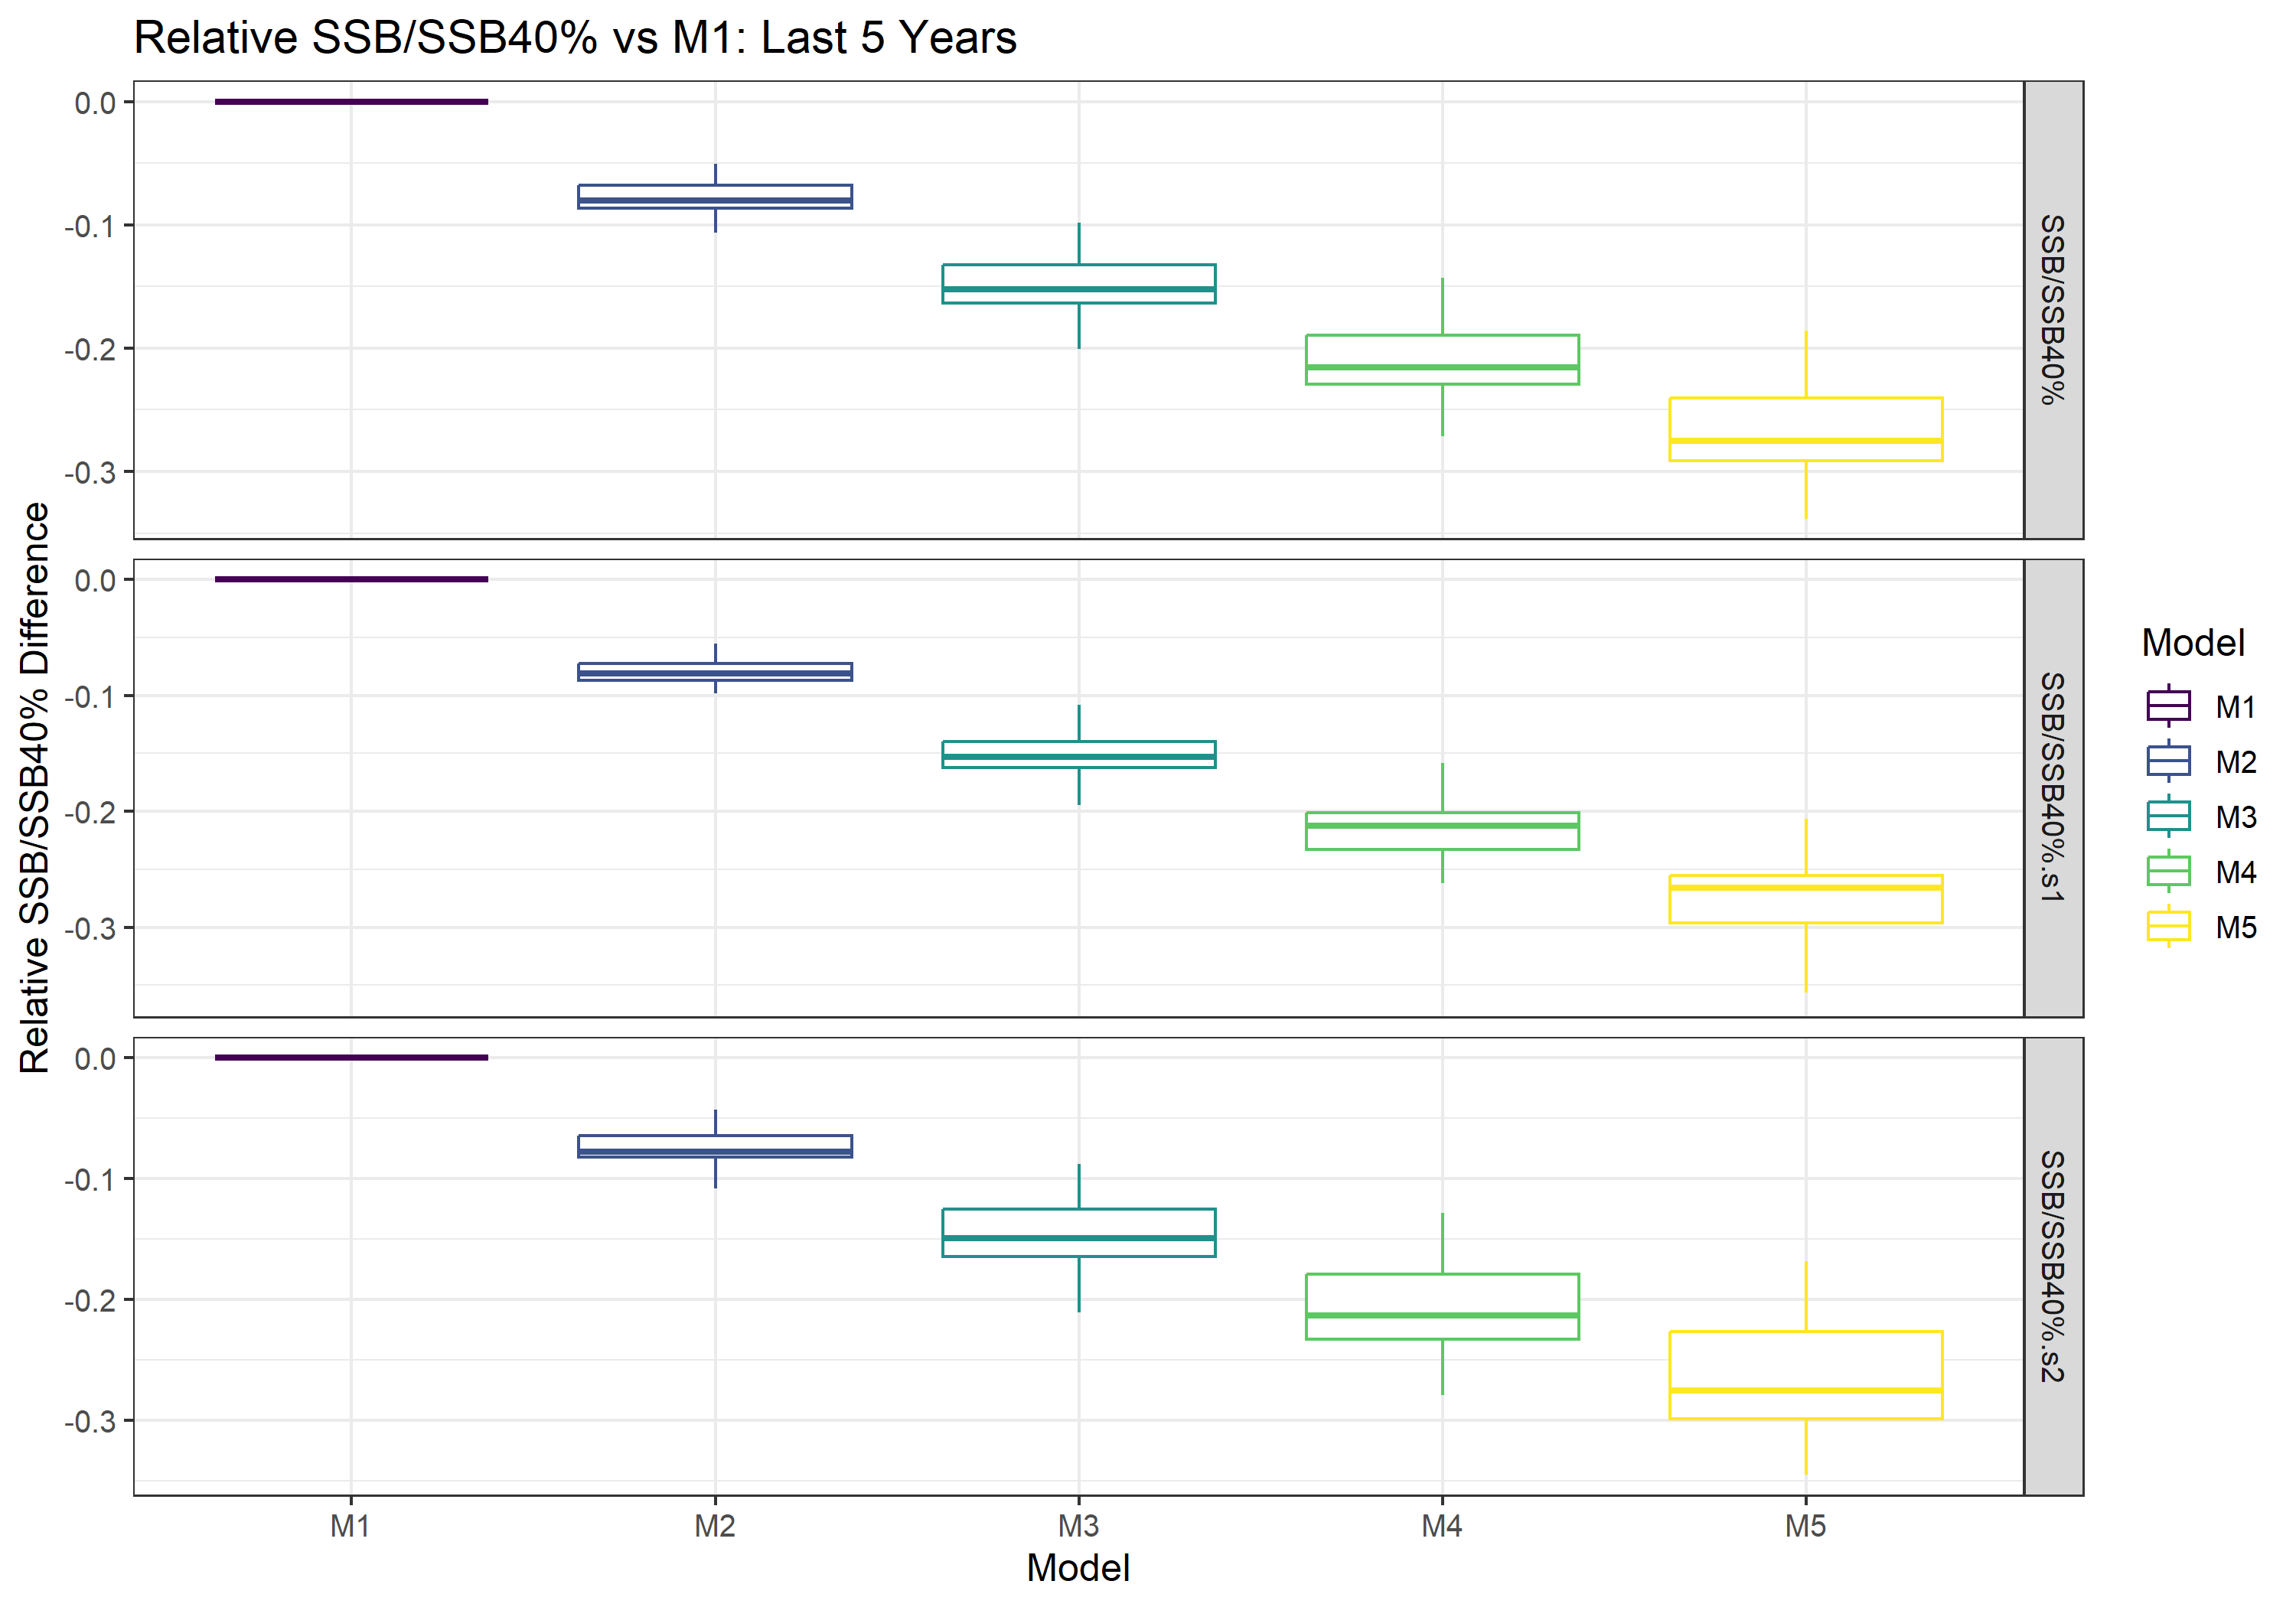 Relative SSB/SSB40% vs M1: Last 5 Years
Relative SSB/SSB40% Difference
0.0
-0.1
-0.2
-0.3
SSB/SSB40%
0.0
-0.1
-0.2
-0.3
SSB/SSB40%.s1
0.0
-0.1
-0.2
-0.3
SSB/SSB40%.s2
M1 M2 M3 M4 M5
Model
Model
M1
M2
M3
M4
M5